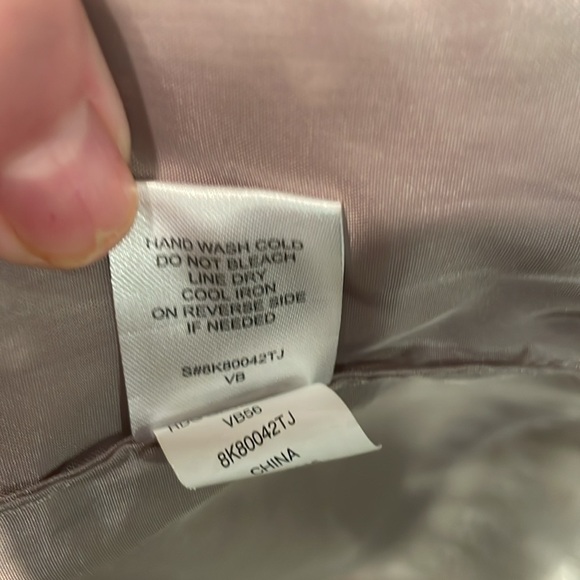 HAND WASH COLD
DO NOT BLEACH
LINE DRY
COOL IRON
ON REVERSE SIDE
IF NEEDED
S#8K80042TJ
VB
VB56
8K80042TJ
CHINA